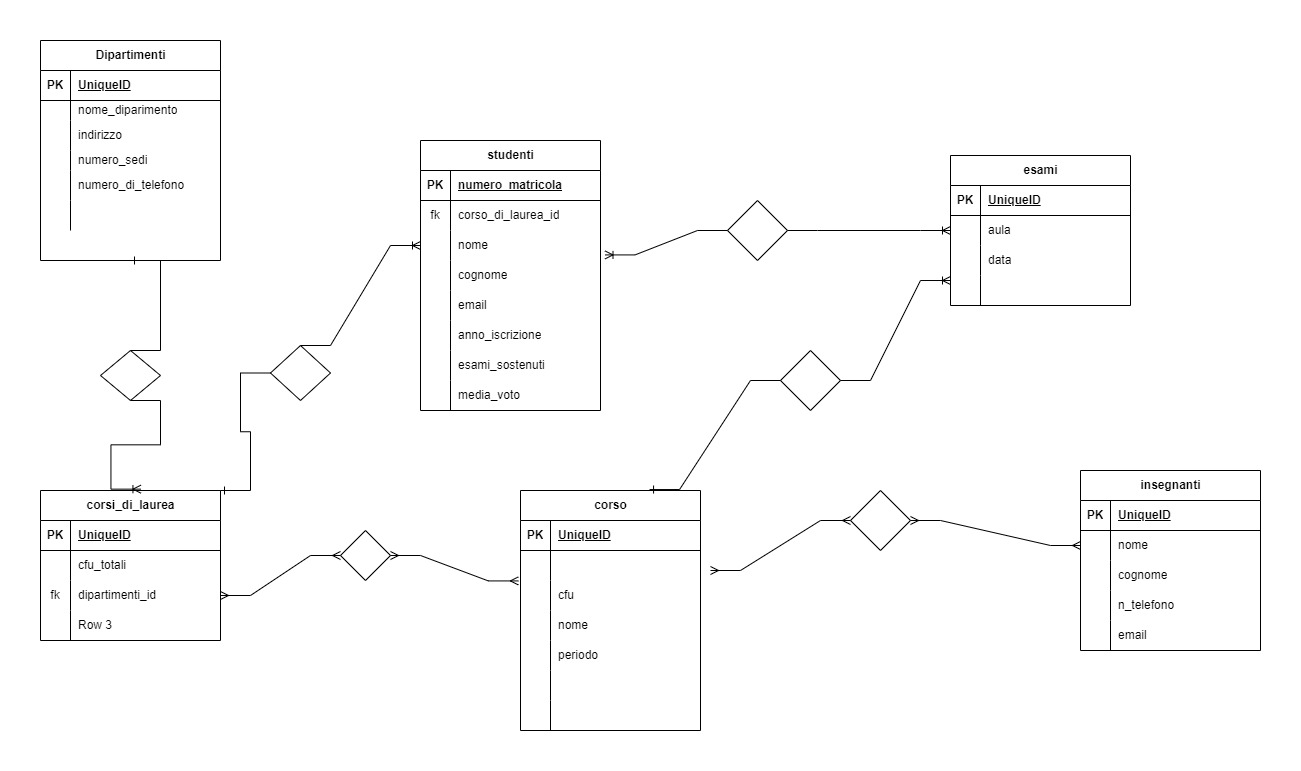 Dipartimenti
PK UniqueID
nome_diparimento
indirizzo
numero_sedi
numero_di_telefono
studenti
PK numero_matricola
fk corso_di_laurea_id
nome
cognome
email
anno_iscrizione
esami_sostenuti
media_voto
esami
PK UniqueID
aula
data
corsi_di_laurea
PK UniqueID
cfu_totali
fk dipartimenti_id
Row 3
corso
PK UniqueID
cfu
nome
periodo
insegnanti
PK UniqueID
nome
cognome
n_telefono
email